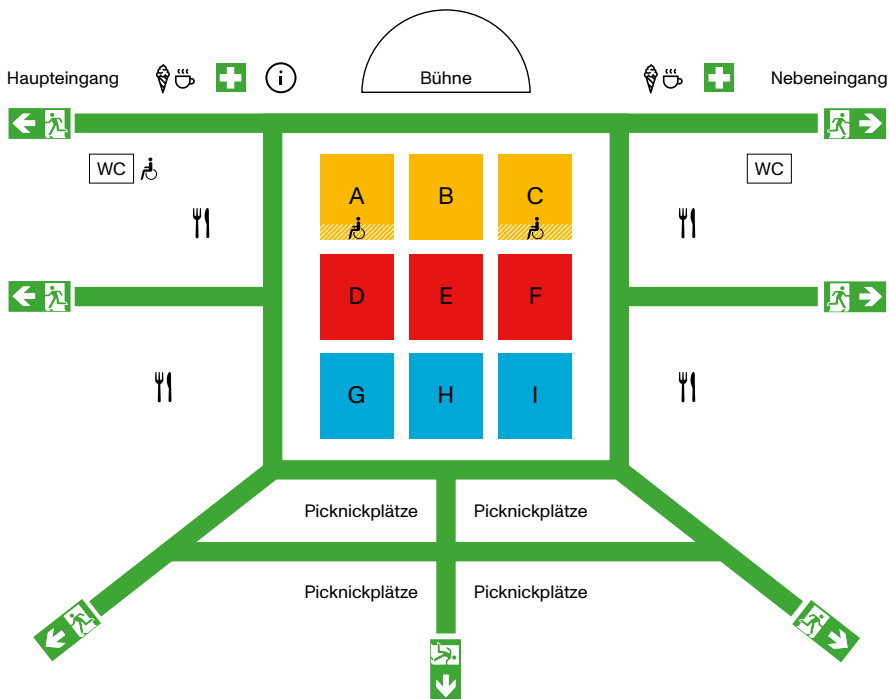 Bühne
Haupteingang
i
Nebeneingang
WC
WC
A
B
C
D
E
F
G
H
I
Picknickplätze
Picknickplätze
Picknickplätze
Picknickplätze